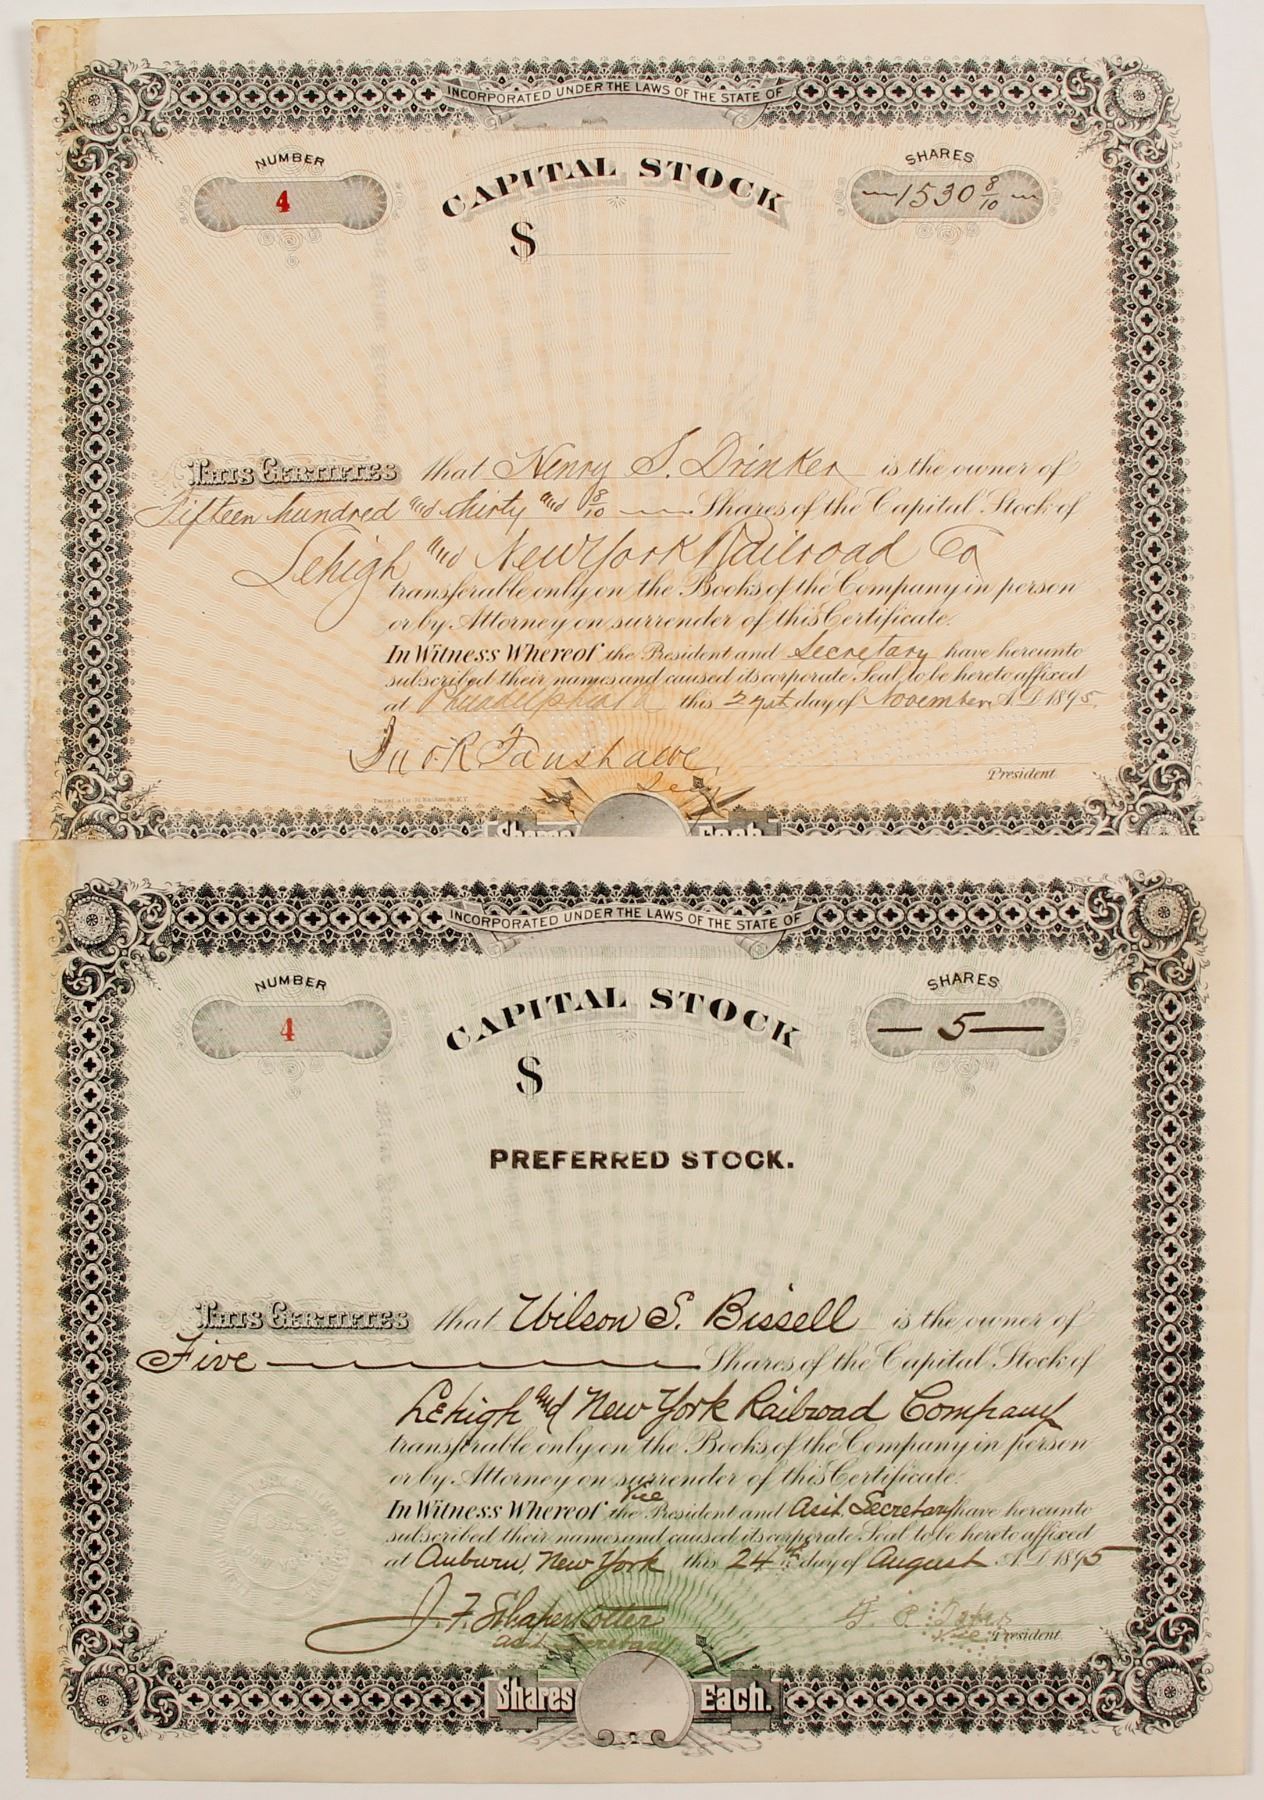 INCORPORATED UNDER THE LAWS OF THE STATE OF
NUMBER
4
CAPITAL STOCK
$
SHARES
1530 8/10
This Certifies that Henry S. Drinker is the owner of
Fifteen hundred and thirty and 8/10 Shares of the Capital Stock of
Lehigh and New York Railroad Co
transferable only on the Books of the Company in person
or by Attorney on surrender of this Certificate.
In Witness Whereof the President and Secretary have hereunto
subscribed their names and caused its corporate Seal to be hereto affixed
at Philadelphia Pa this day of November A.D. 1895
Fanshawe
Secy
President
Shares Each.
INCORPORATED UNDER THE LAWS OF THE STATE OF
NUMBER
4
CAPITAL STOCK
$
SHARES
5
PREFERRED STOCK.
This Certifies that Wilson S. Bissell is the owner of
Five Shares of the Capital Stock of
Lehigh and New York Railroad Company
transferable only on the Books of the Company in person
or by Attorney on surrender of this Certificate.
In Witness Whereof the Vice President and Asst. Secretary have hereunto
subscribed their names and caused its corporate Seal to be hereto affixed
at Auburn, New York this 24th day of August A.D. 1895
J. F. Schaperkotter
asst Secretary
Vice President
Shares Each.